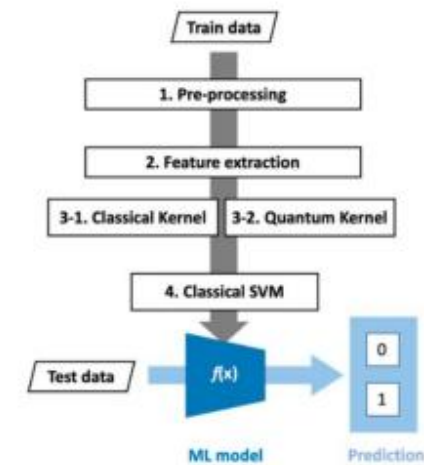 Train data
1. Pre-processing
2. Feature extraction
3-1. Classical Kernel
3-2. Quantum Kernel
4. Classical SVM
Test data
f(x)
0
1
ML model
Prediction